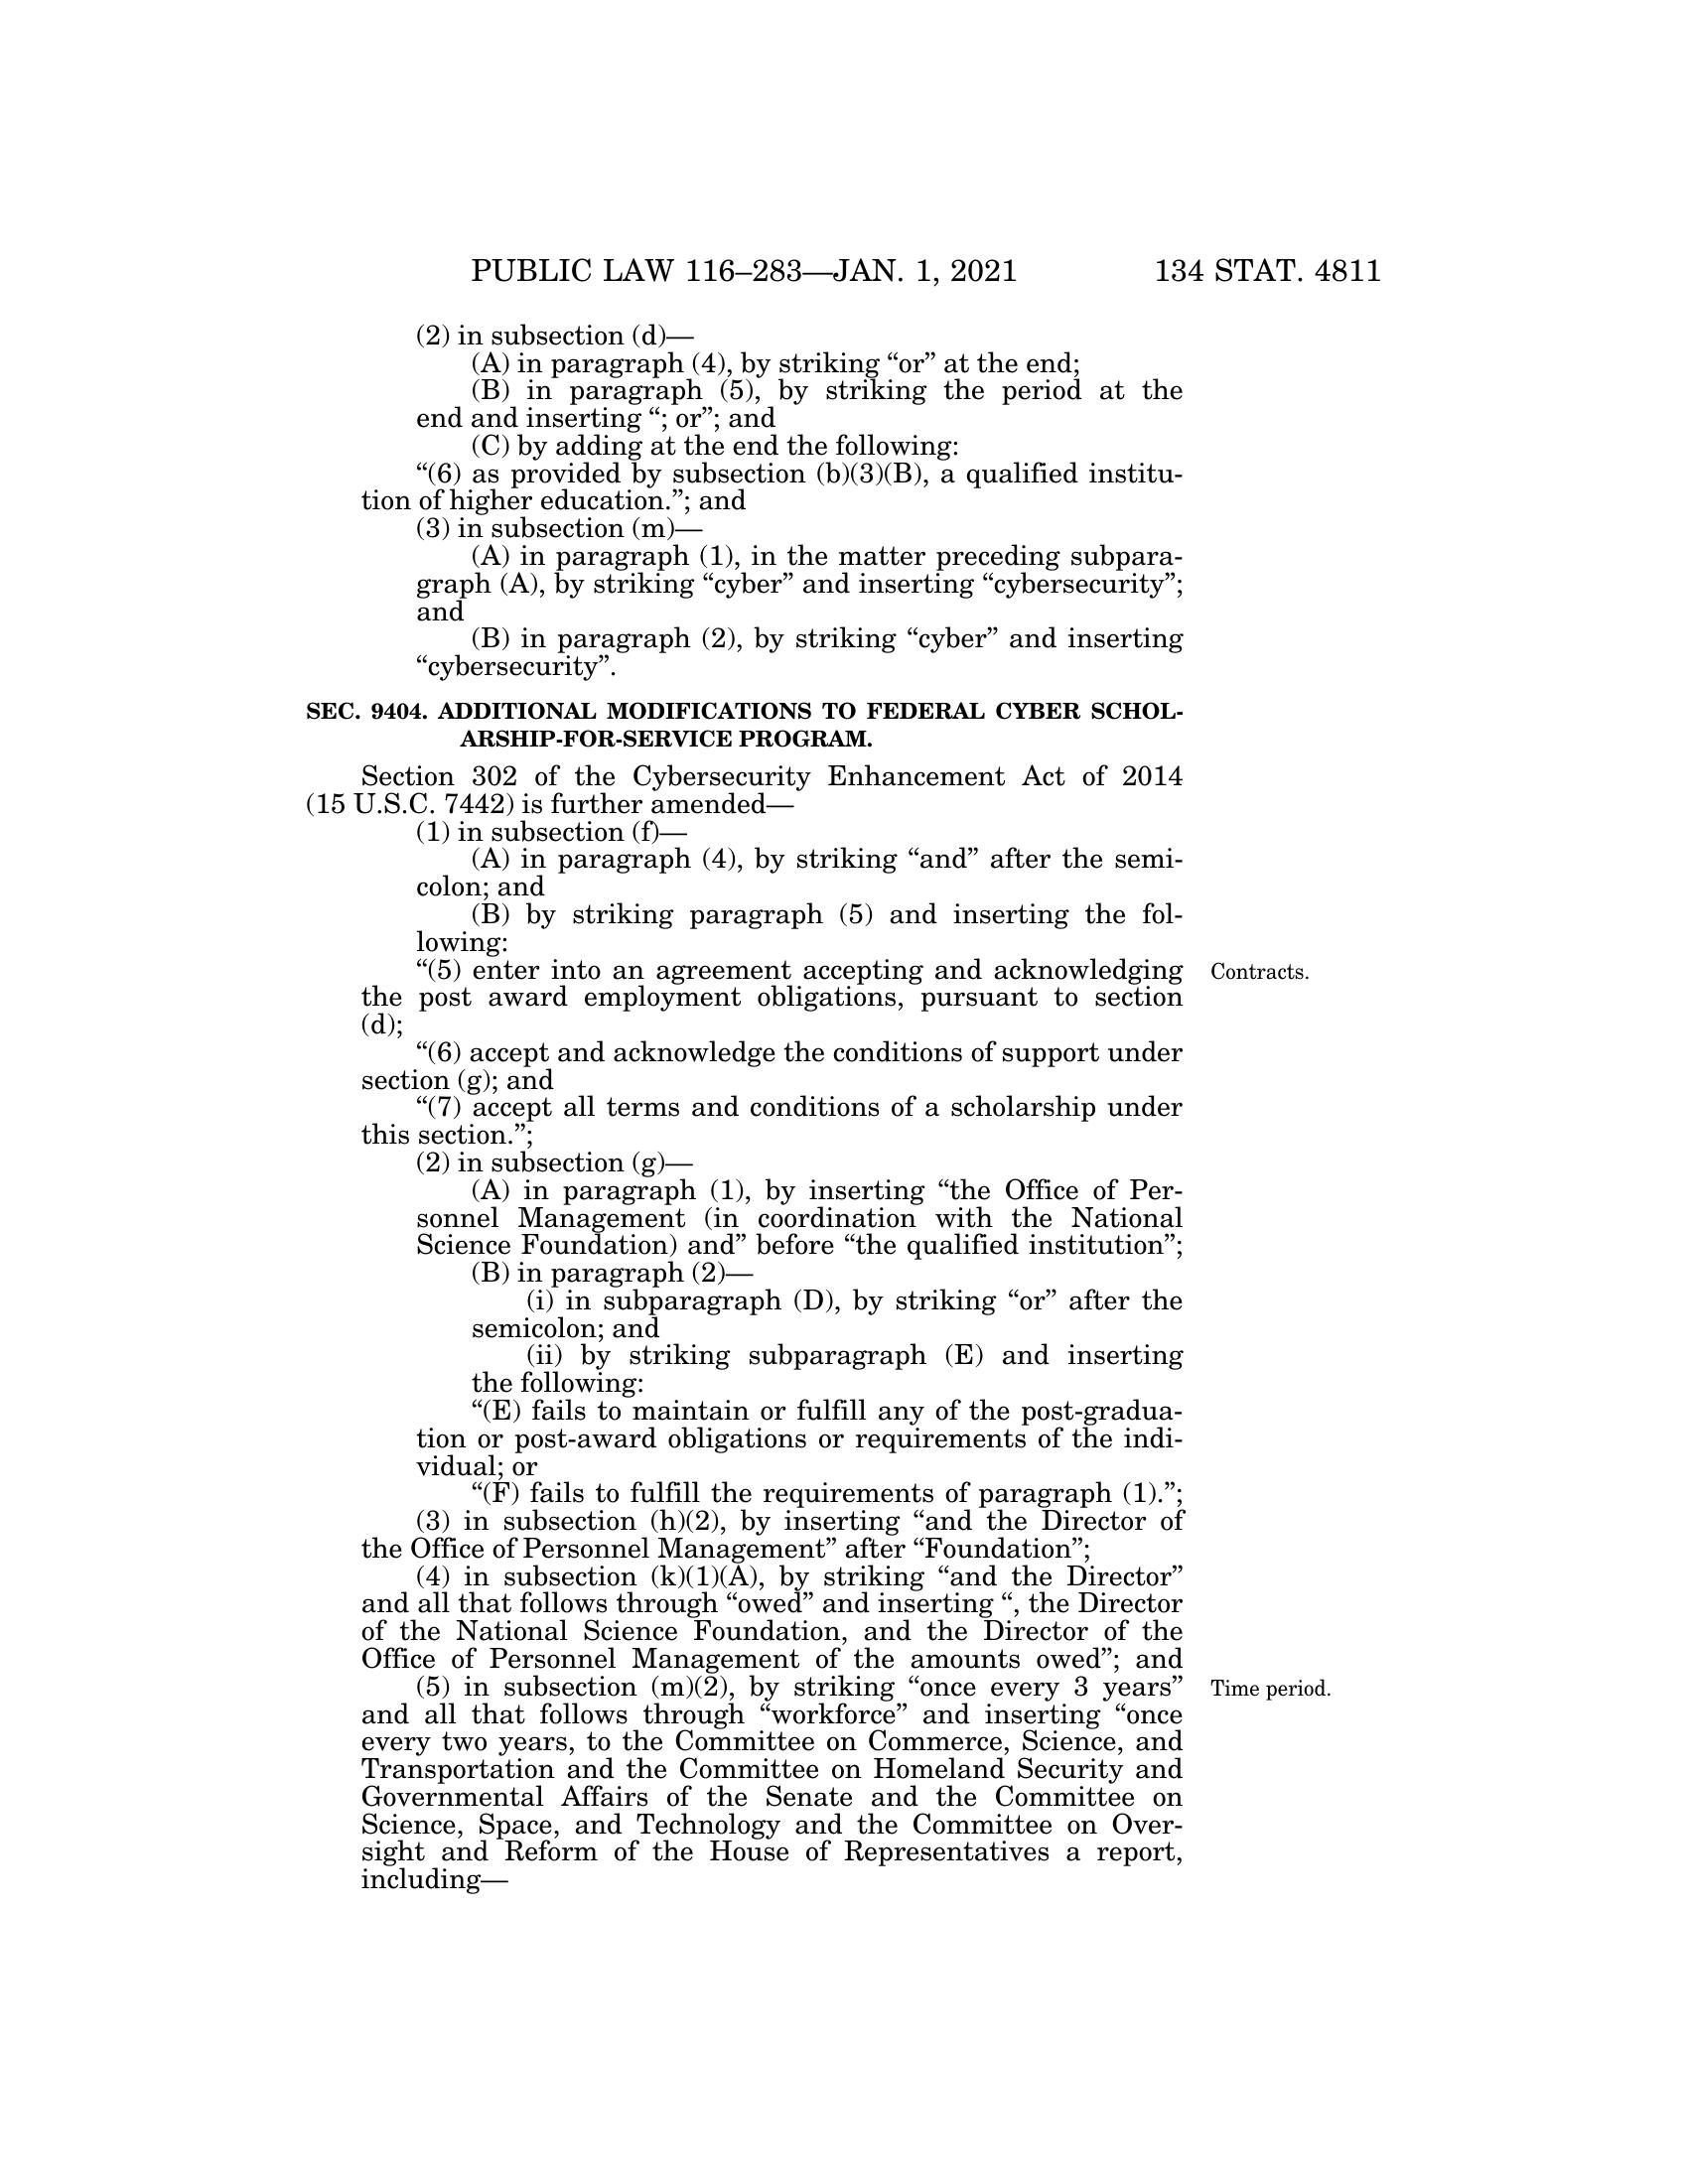 PUBLIC LAW 116–283—JAN. 1, 2021 134 STAT. 4811
(2) in subsection (d)—
(A) in paragraph (4), by striking “or” at the end;
(B) in paragraph (5), by striking the period at the
end and inserting “; or”; and
(C) by adding at the end the following:
“(6) as provided by subsection (b)(3)(B), a qualified institu-
tion of higher education.”; and
(3) in subsection (m)—
(A) in paragraph (1), in the matter preceding subpara-
graph (A), by striking “cyber” and inserting “cybersecurity”;
and
(B) in paragraph (2), by striking “cyber” and inserting
“cybersecurity”.
SEC. 9404. ADDITIONAL MODIFICATIONS TO FEDERAL CYBER SCHOL-
ARSHIP-FOR-SERVICE PROGRAM.
Section 302 of the Cybersecurity Enhancement Act of 2014
(15 U.S.C. 7442) is further amended—
(1) in subsection (f)—
(A) in paragraph (4), by striking “and” after the semi-
colon; and
(B) by striking paragraph (5) and inserting the fol-
lowing:
“(5) enter into an agreement accepting and acknowledging
Contracts.
the post award employment obligations, pursuant to section
(d);
“(6) accept and acknowledge the conditions of support under
section (g); and
“(7) accept all terms and conditions of a scholarship under
this section.”;
(2) in subsection (g)—
(A) in paragraph (1), by inserting “the Office of Per-
sonnel Management (in coordination with the National
Science Foundation) and” before “the qualified institution”;
(B) in paragraph (2)—
(i) in subparagraph (D), by striking “or” after the
semicolon; and
(ii) by striking subparagraph (E) and inserting
the following:
“(E) fails to maintain or fulfill any of the post-gradua-
tion or post-award obligations or requirements of the indi-
vidual; or
“(F) fails to fulfill the requirements of paragraph (1).”;
(3) in subsection (h)(2), by inserting “and the Director of
the Office of Personnel Management” after “Foundation”;
(4) in subsection (k)(1)(A), by striking “and the Director”
and all that follows through “owed” and inserting “, the Director
of the National Science Foundation, and the Director of the
Office of Personnel Management of the amounts owed”; and
(5) in subsection (m)(2), by striking “once every 3 years”
Time period.
and all that follows through “workforce” and inserting “once
every two years, to the Committee on Commerce, Science, and
Transportation and the Committee on Homeland Security and
Governmental Affairs of the Senate and the Committee on
Science, Space, and Technology and the Committee on Over-
sight and Reform of the House of Representatives a report,
including—